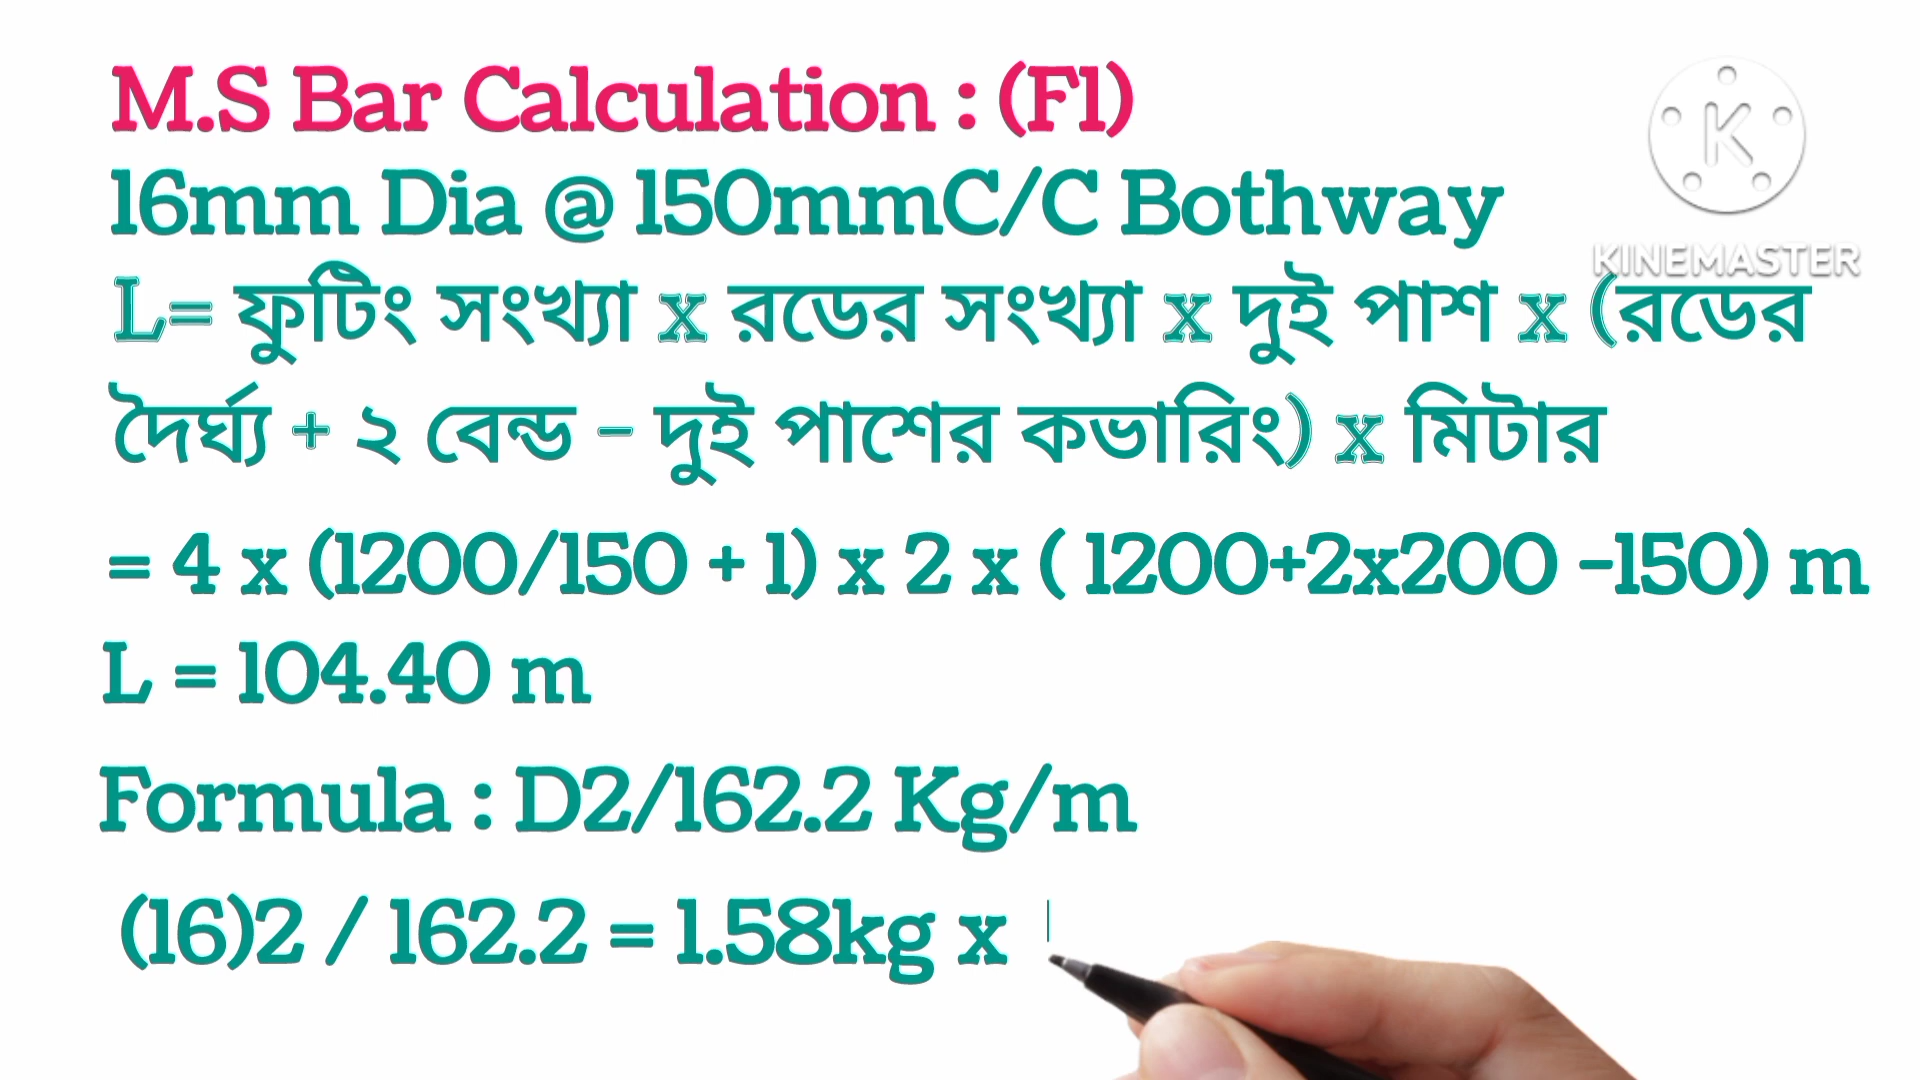 M.S Bar Calculation : (F1)
16mm Dia @ 150mmC/C Bothway
KINEMASTER
L= ফুটিং সংখ্যা x রডের সংখ্যা x দুই পাশ x (রডের
দৈর্ঘ্য + ২ বেন্ড - দুই পাশের কভারিং) x মিটার
= 4 x (1200/150 + 1) x 2 x ( 1200+2x200 -150) m
L = 104.40 m
Formula : D2/162.2 Kg/m
(16)2 / 162.2 = 1.58kg x